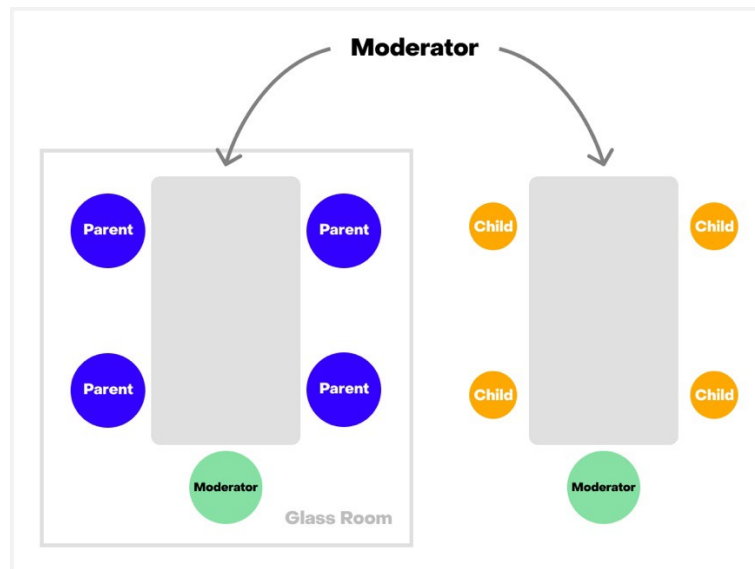 Moderator
Parent
Parent
Child
Child
Parent
Parent
Child
Child
Moderator
Moderator
Glass Room